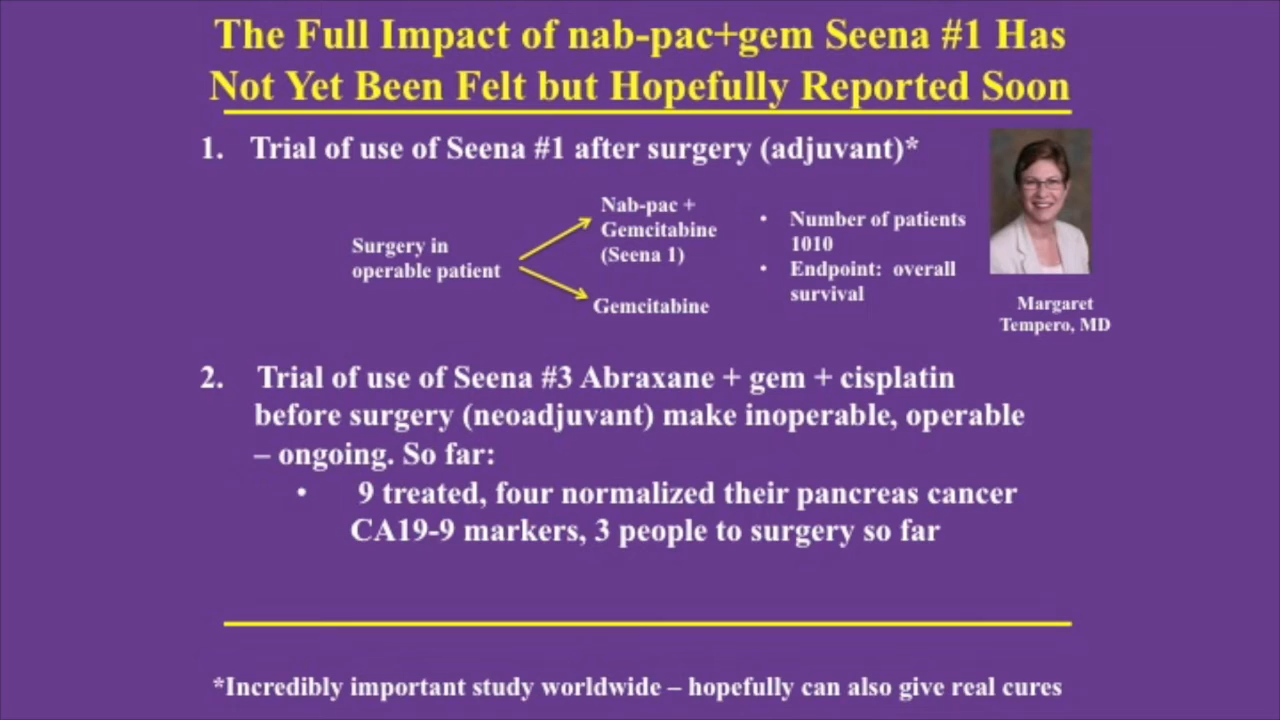 The Full Impact of nab-pac+gem Seena #1 Has
Not Yet Been Felt but Hopefully Reported Soon
1. Trial of use of Seena #1 after surgery (adjuvant)*
Surgery in
operable patient
Nab-pac +
Gemcitabine
(Seena 1)
Gemcitabine
• Number of patients
1010
• Endpoint: overall
survival
Margaret
Tempero, MD
2. Trial of use of Seena #3 Abraxane + gem + cisplatin
before surgery (neoadjuvant) make inoperable, operable
– ongoing. So far:
• 9 treated, four normalized their pancreas cancer
CA19-9 markers, 3 people to surgery so far
*Incredibly important study worldwide – hopefully can also give real cures